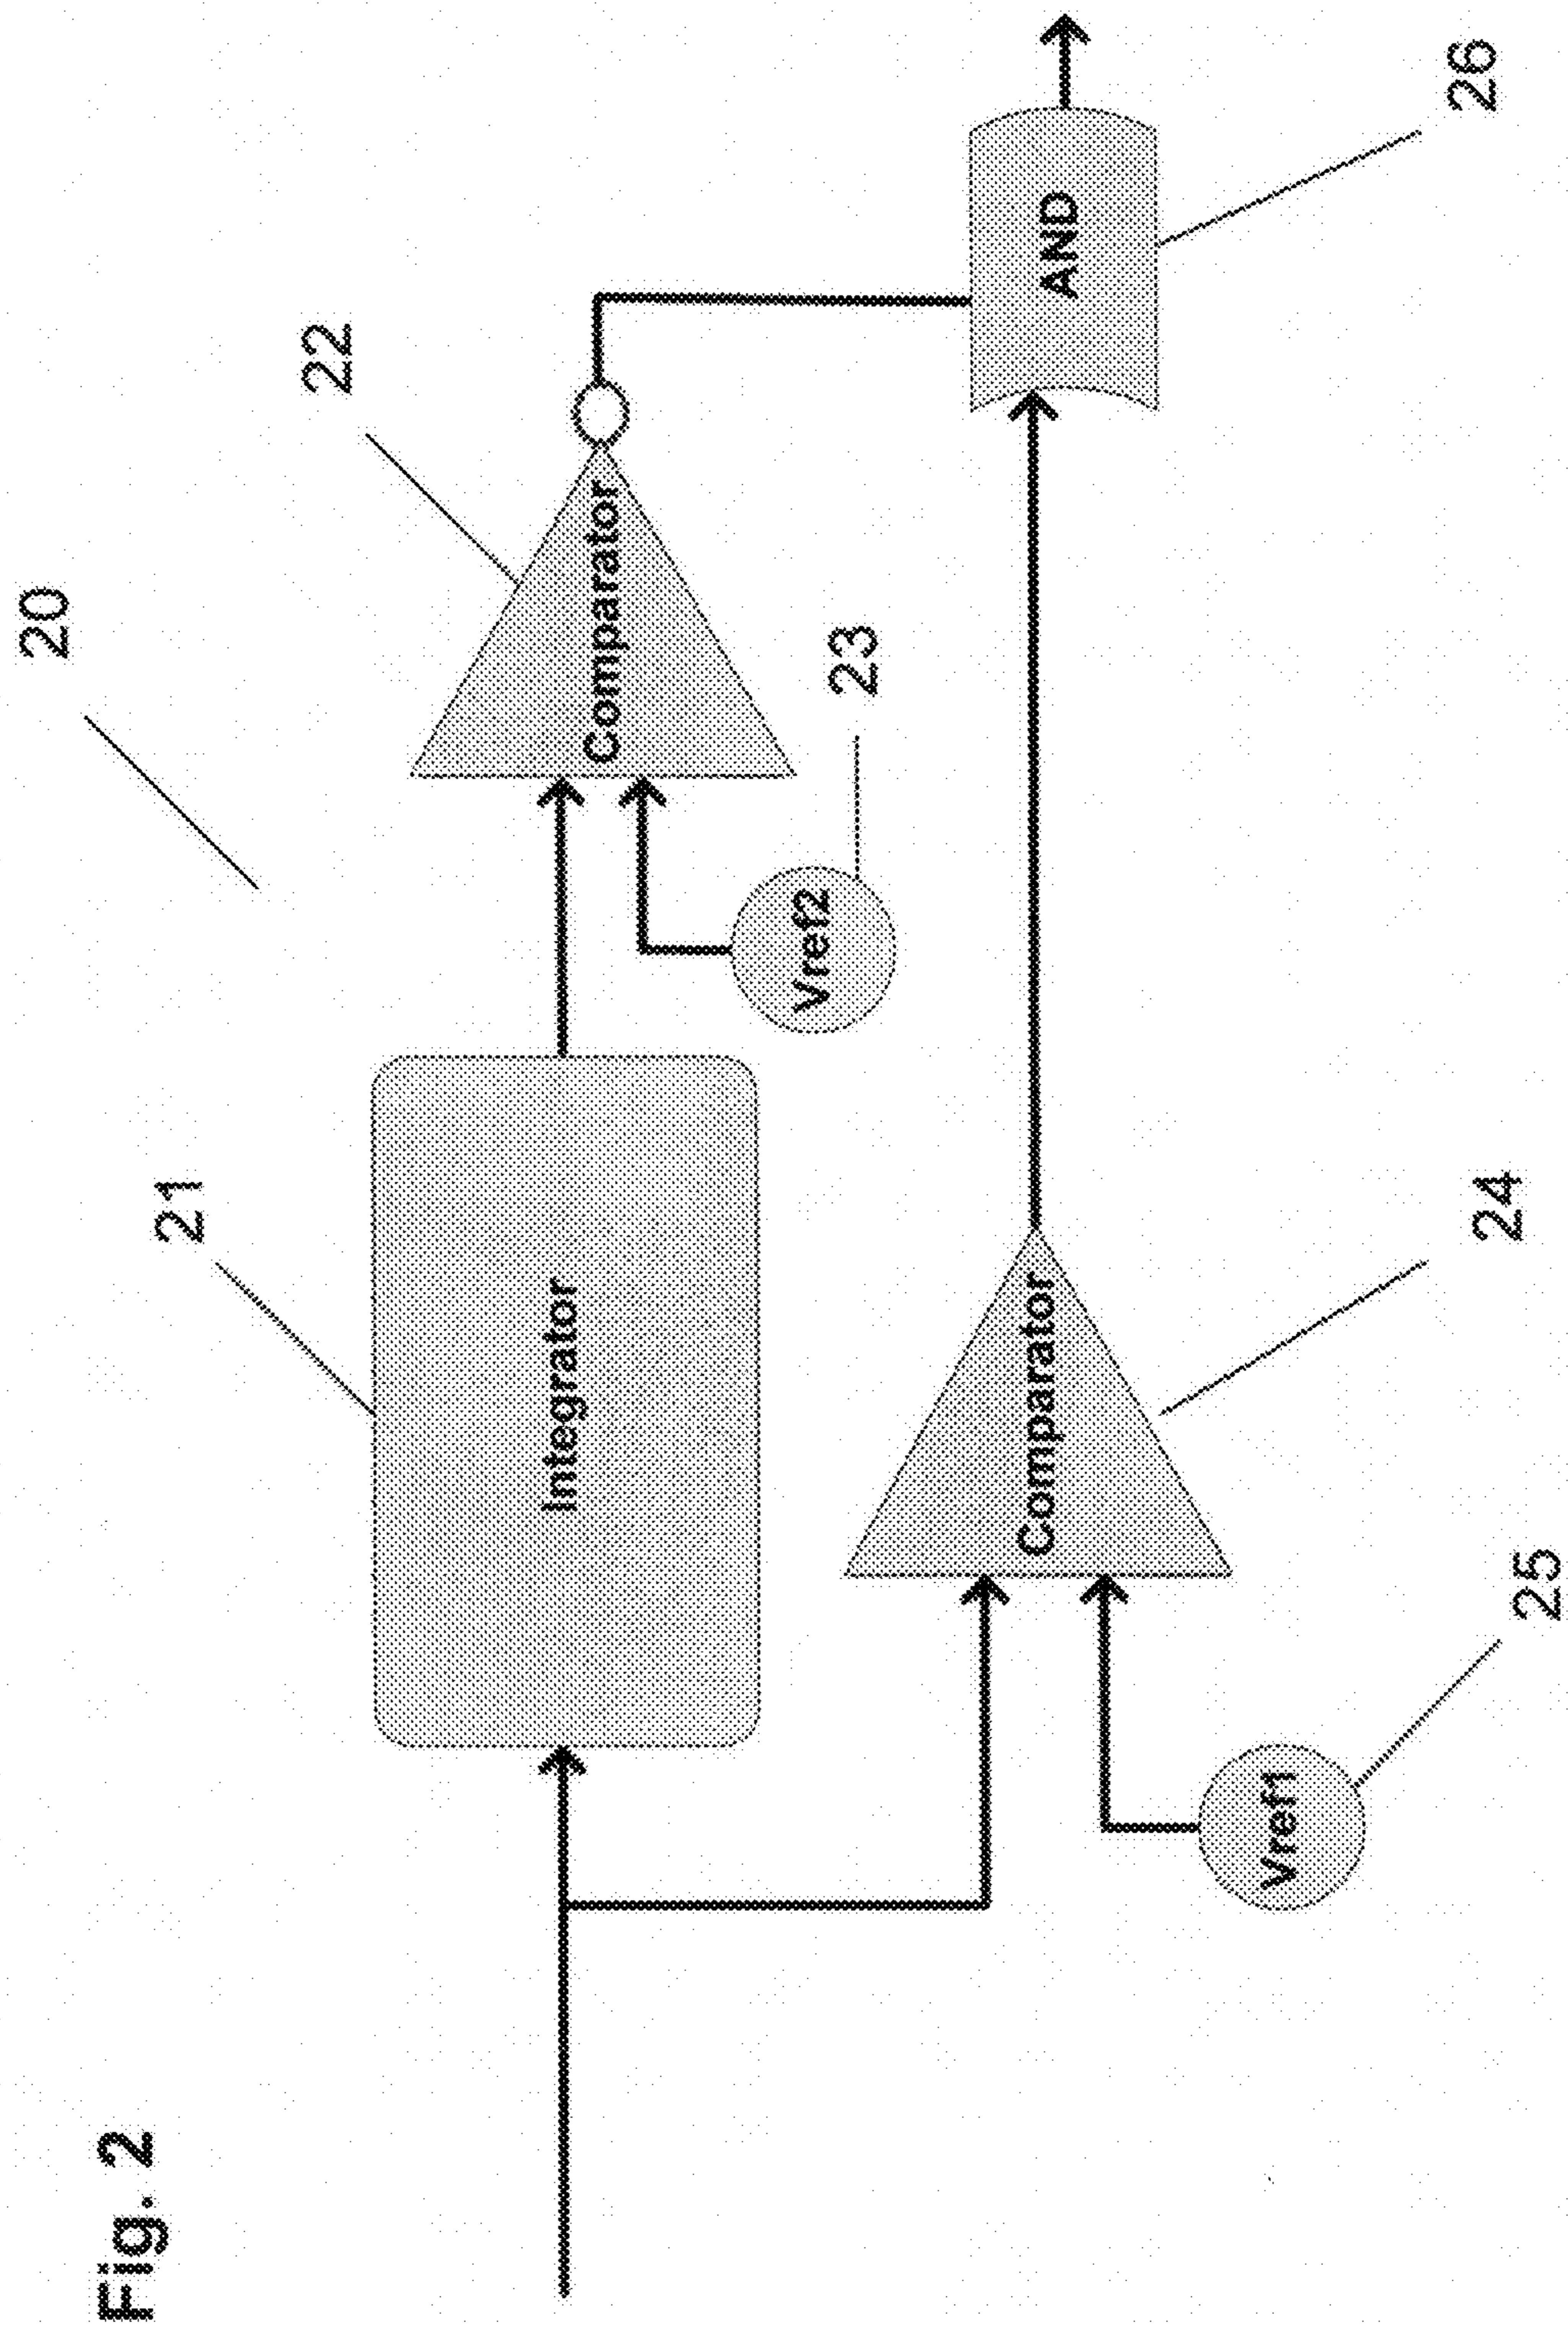 Fig. 2
20
21
22
Integrator
Comparator
Vref2
23
Comparator
AND
Vref1
25
24
26